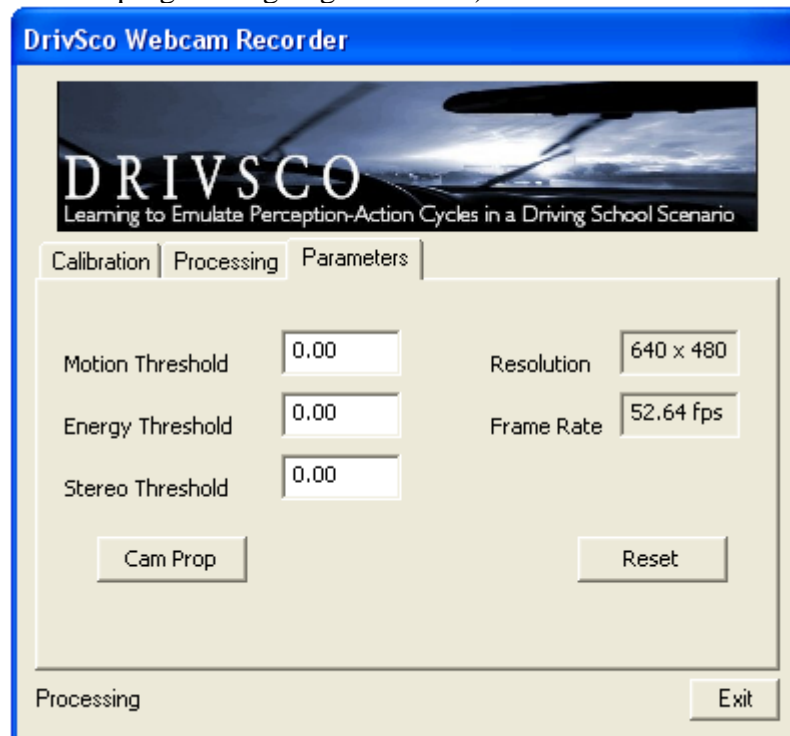 DrivSco Webcam Recorder
DRIVSCO
Learning to Emulate Perception-Action Cycles in a Driving School Scenario
Calibration Processing Parameters
Motion Threshold 0.00 Resolution 640 x 480
Energy Threshold 0.00 Frame Rate 52.64 fps
Stereo Threshold 0.00
Cam Prop Reset
Processing Exit